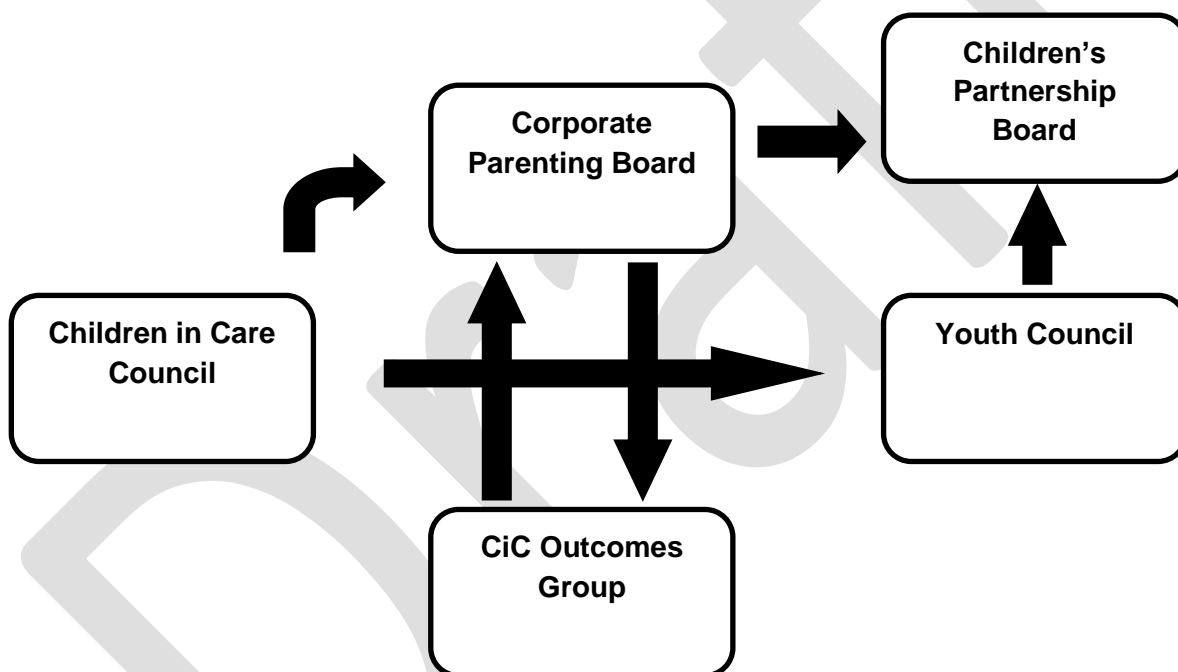 Children's
Partnership
Board
Corporate
Parenting Board
Children in Care
Council
Youth Council
CiC Outcomes
Group
Draft